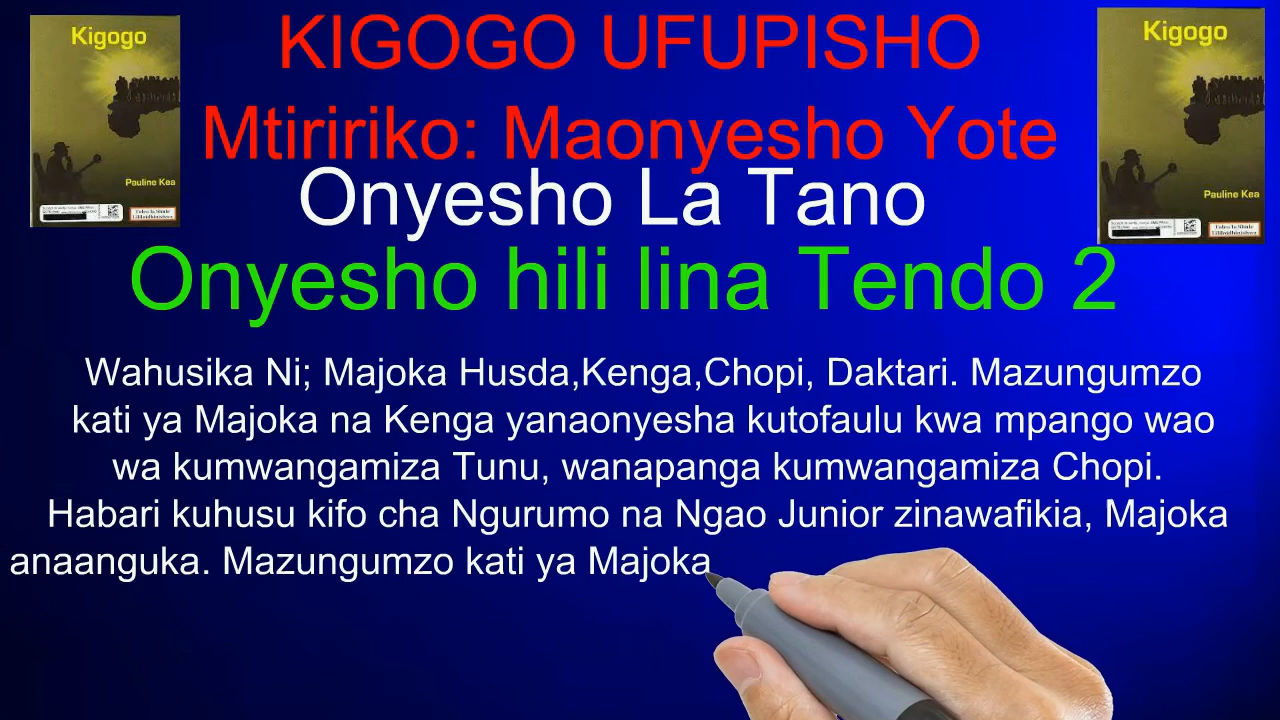 Kigogo
Pauline Kea
KIGOGO UFUPISHO
Mtiririko: Maonyesho Yote
Onyesho La Tano
Onyesho hili lina Tendo 2
Kigogo
Pauline Kea
Wahusika Ni; Majoka Husda,Kenga,Chopi, Daktari. Mazungumzo
kati ya Majoka na Kenga yanaonyesha kutofaulu kwa mpango wao
wa kumwangamiza Tunu, wanapanga kumwangamiza Chopi.
Habari kuhusu kifo cha Ngurumo na Ngao Junior zinawafikia, Majoka
anaanguka. Mazungumzo kati ya Majoka